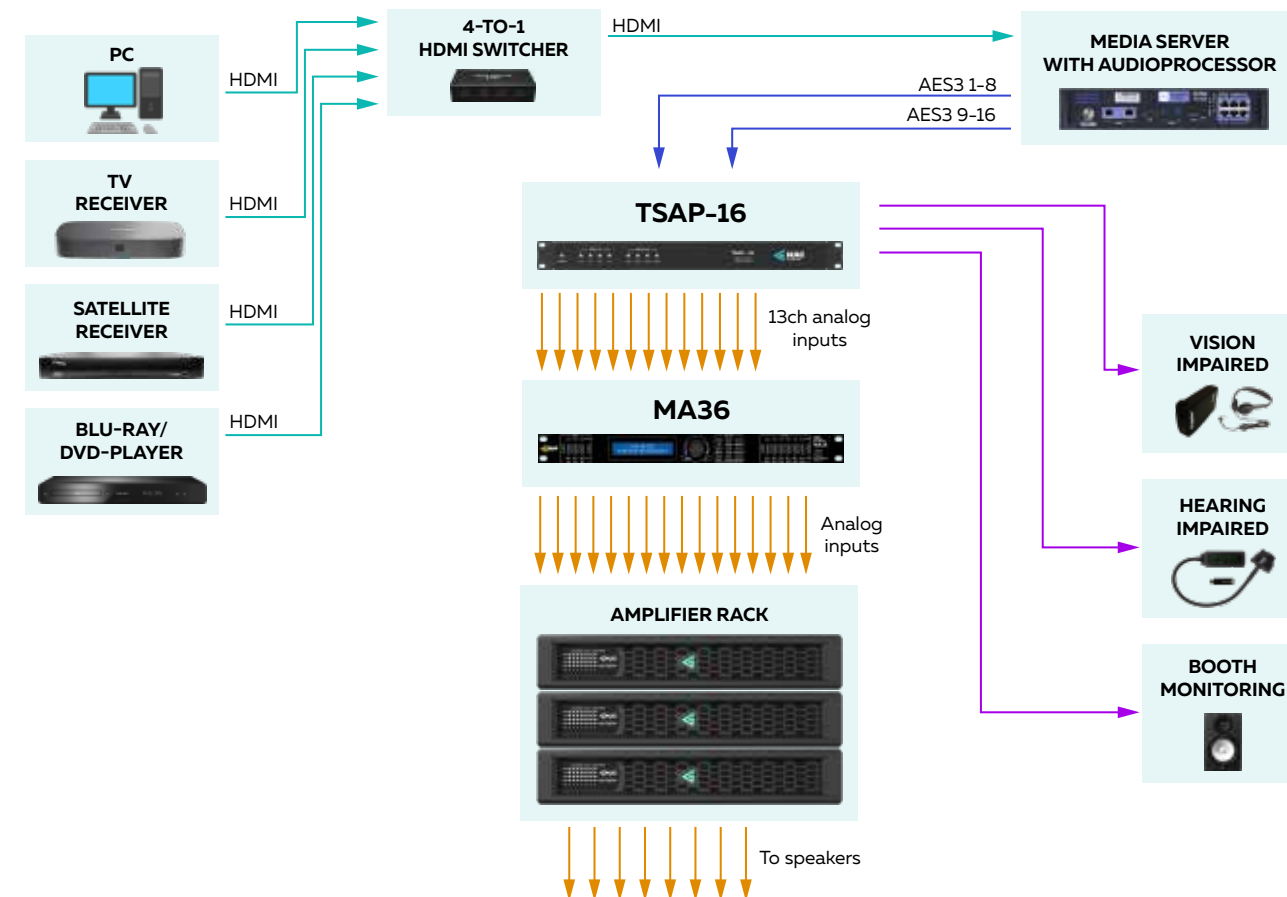 PC
HDMI
TV
RECEIVER
HDMI
SATELLITE
RECEIVER
HDMI
BLU-RAY/
DVD-PLAYER
HDMI
4-TO-1
HDMI SWITCHER
HDMI
MEDIA SERVER
WITH AUDIOPROCESSOR
AES3 1-8
AES3 9-16
TSAP-16
13ch analog
inputs
MA36
Analog
inputs
AMPLIFIER RACK
To speakers
VISION
IMPAIRED
HEARING
IMPAIRED
BOOTH
MONITORING